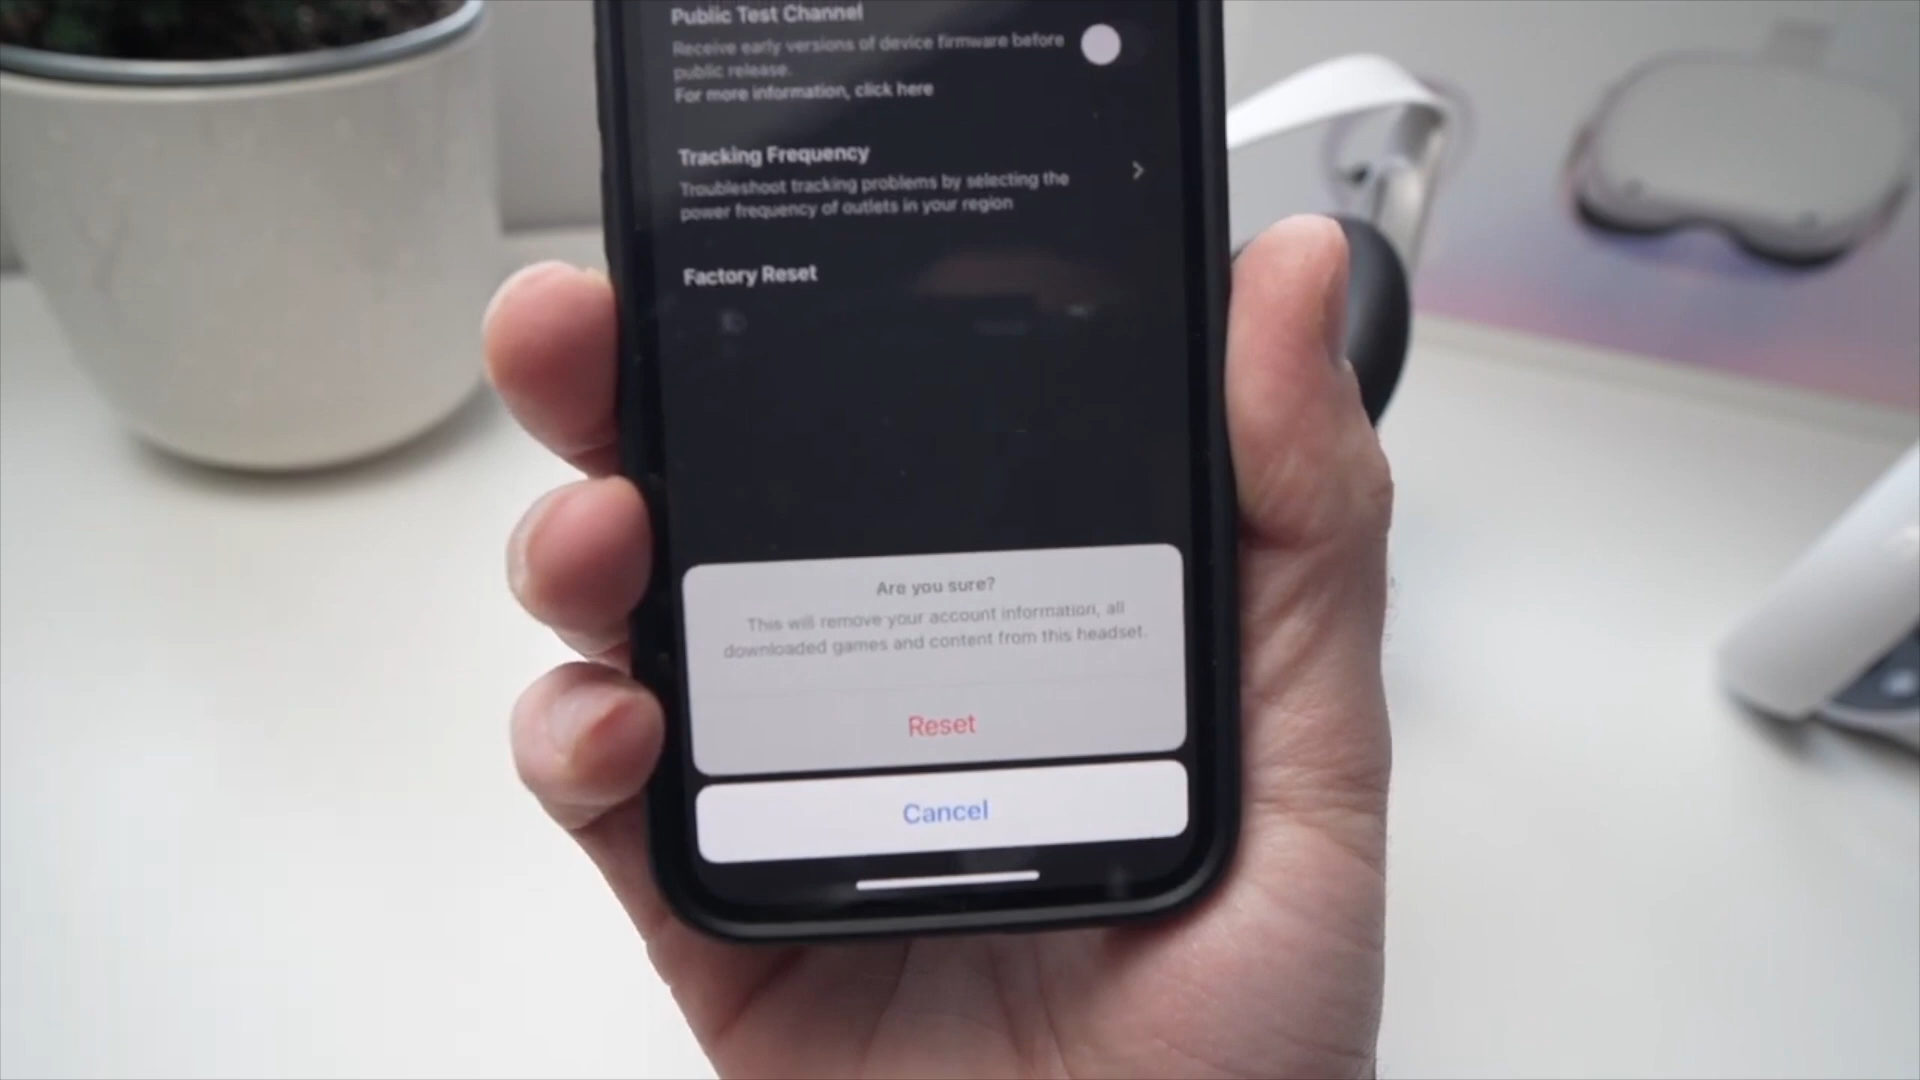 Public Test Channel
Receive early versions of device firmware before
public release.
For more information, click here
Tracking Frequency
Troubleshoot tracking problems by selecting the
power frequency of outlets in your region
Factory Reset
Are you sure?
This will remove your account information, all
downloaded games and content from this headset.
Reset
Cancel